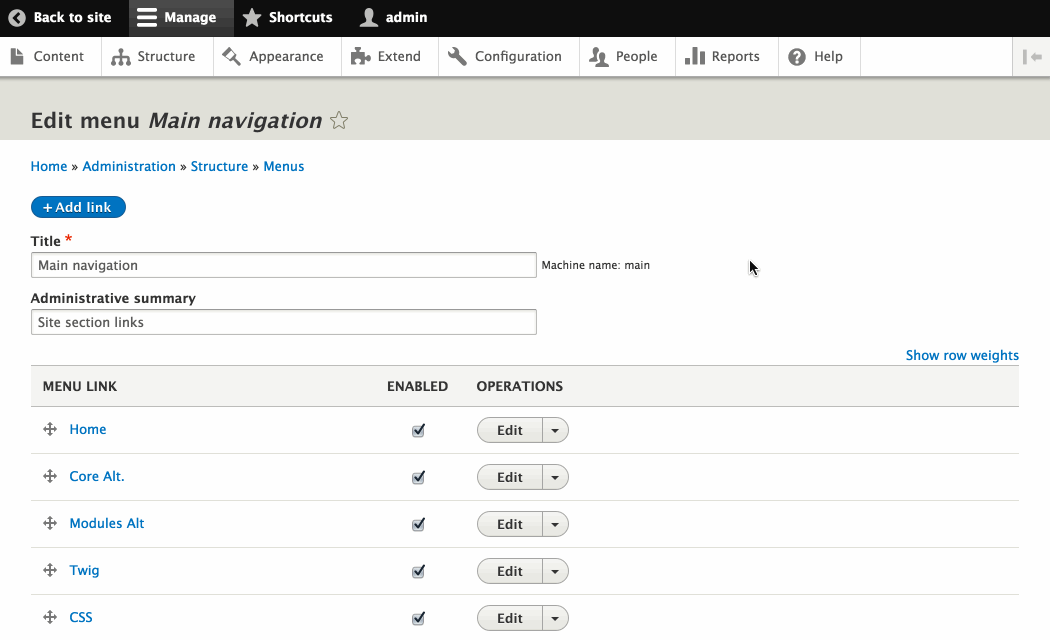 Back to site Manage Shortcuts admin
Content Structure Appearance Extend Configuration People Reports Help
Edit menu Main navigation
Home » Administration » Structure » Menus
+ Add link
Title *
Main navigation Machine name: main
Administrative summary
Site section links
Show row weights
MENU LINK ENABLED OPERATIONS
Home Edit
Core Alt. Edit
Modules Alt Edit
Twig Edit
CSS Edit